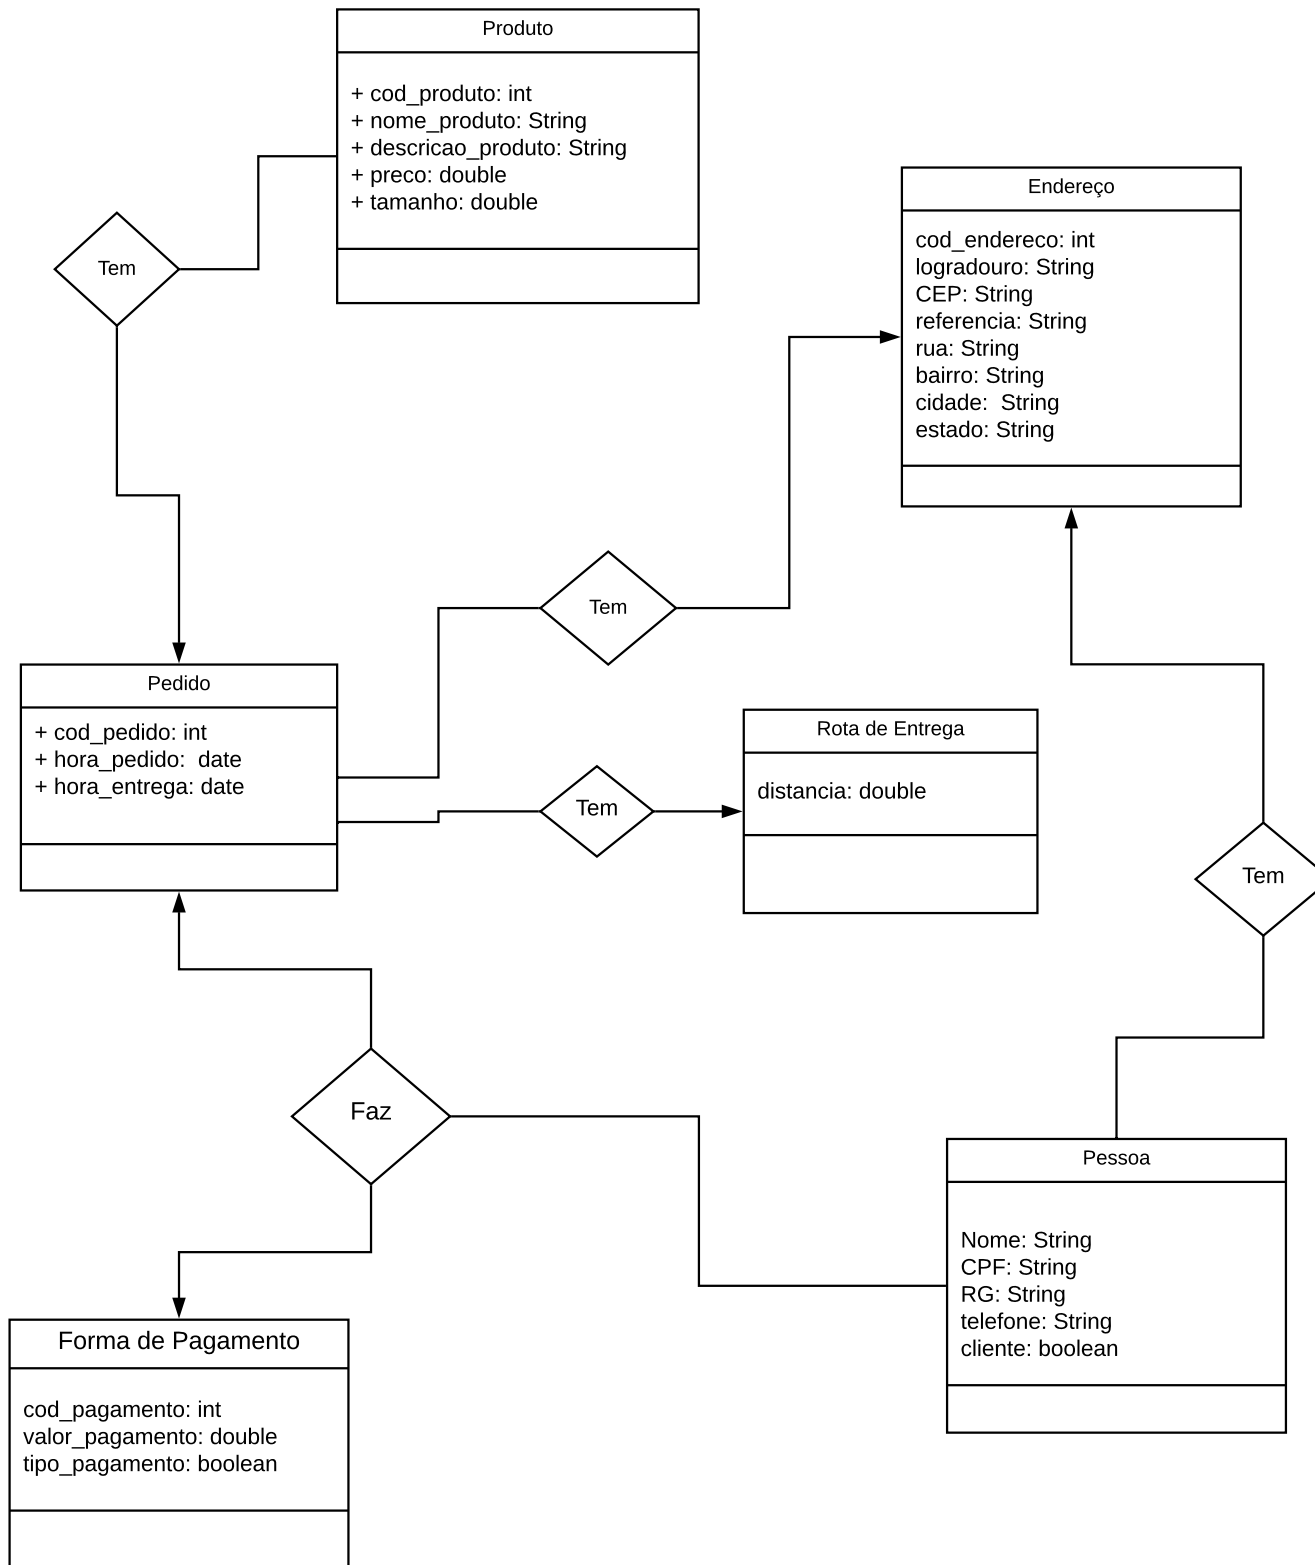 Produto
+ cod_produto: int
+ nome_produto: String
+ descricao_produto: String
+ preco: double
+ tamanho: double
Endereço
cod_endereco: int
logradouro: String
CEP: String
referencia: String
rua: String
bairro: String
cidade:  String
estado: String
Tem
Tem
Pedido
+ cod_pedido: int
+ hora_pedido:  date
+ hora_entrega: date
Rota de Entrega
distancia: double
Tem
Tem
Faz
Pessoa
Nome: String
CPF: String
RG: String
telefone: String
cliente: boolean
Forma de Pagamento
cod_pagamento: int
valor_pagamento: double
tipo_pagamento: boolean